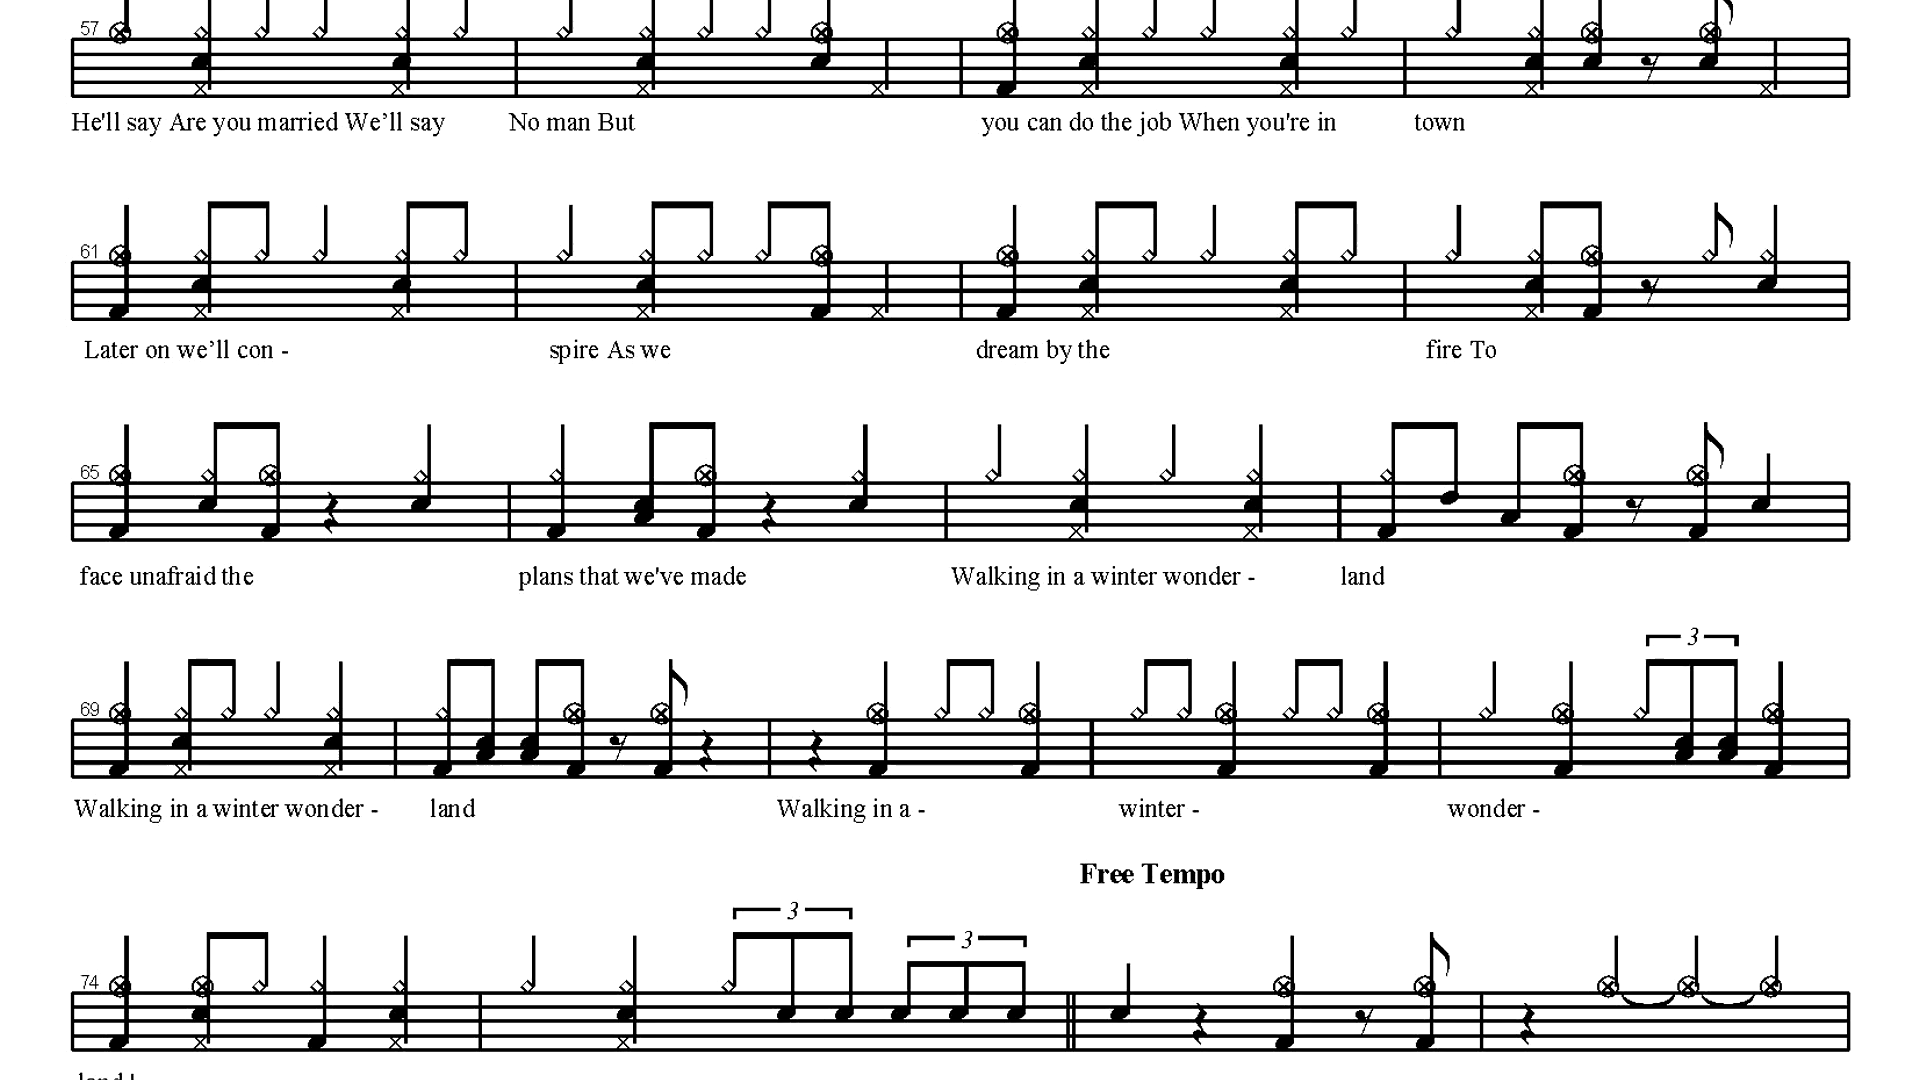 57
He'll say Are you married We’ll say No man But you can do the job When you're in town
61
Later on we’ll con - spire As we dream by the fire To
65
face unafraid the plans that we've made Walking in a winter wonder - land
3
69
Walking in a winter wonder - land Walking in a - winter - wonder -
Free Tempo
3
3
74
land !